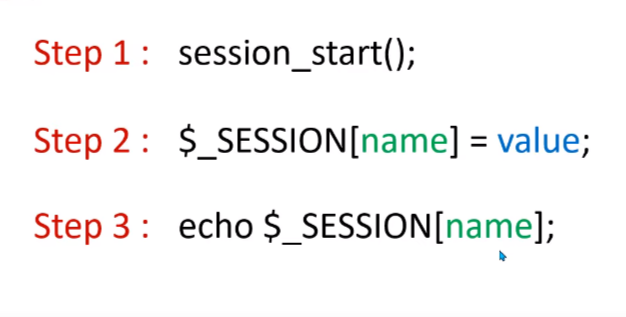 Step 1 : session_start();
Step 2 : $_SESSION[name] = value;
Step 3 : echo $_SESSION[name];